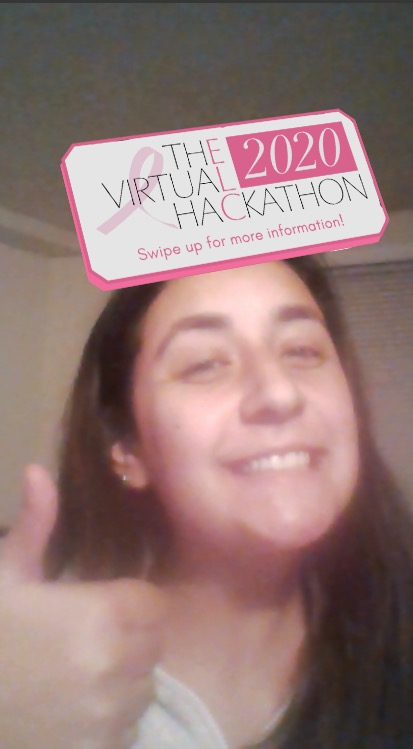 THE 2020
VIRTUAL
HACKATHON
Swipe up for more information!